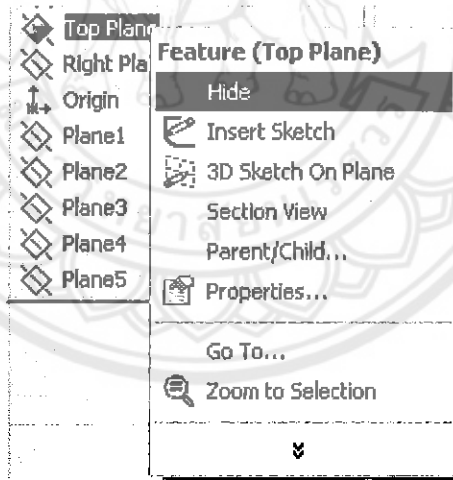 Top Plane
Right Pla
Origin
Plane1
Plane2
Plane3
Plane4
Plane5
Feature (Top Plane)
Hide
Insert Sketch
3D Sketch On Plane
Section View
Parent/Child...
Properties...
Go To...
Zoom to Selection